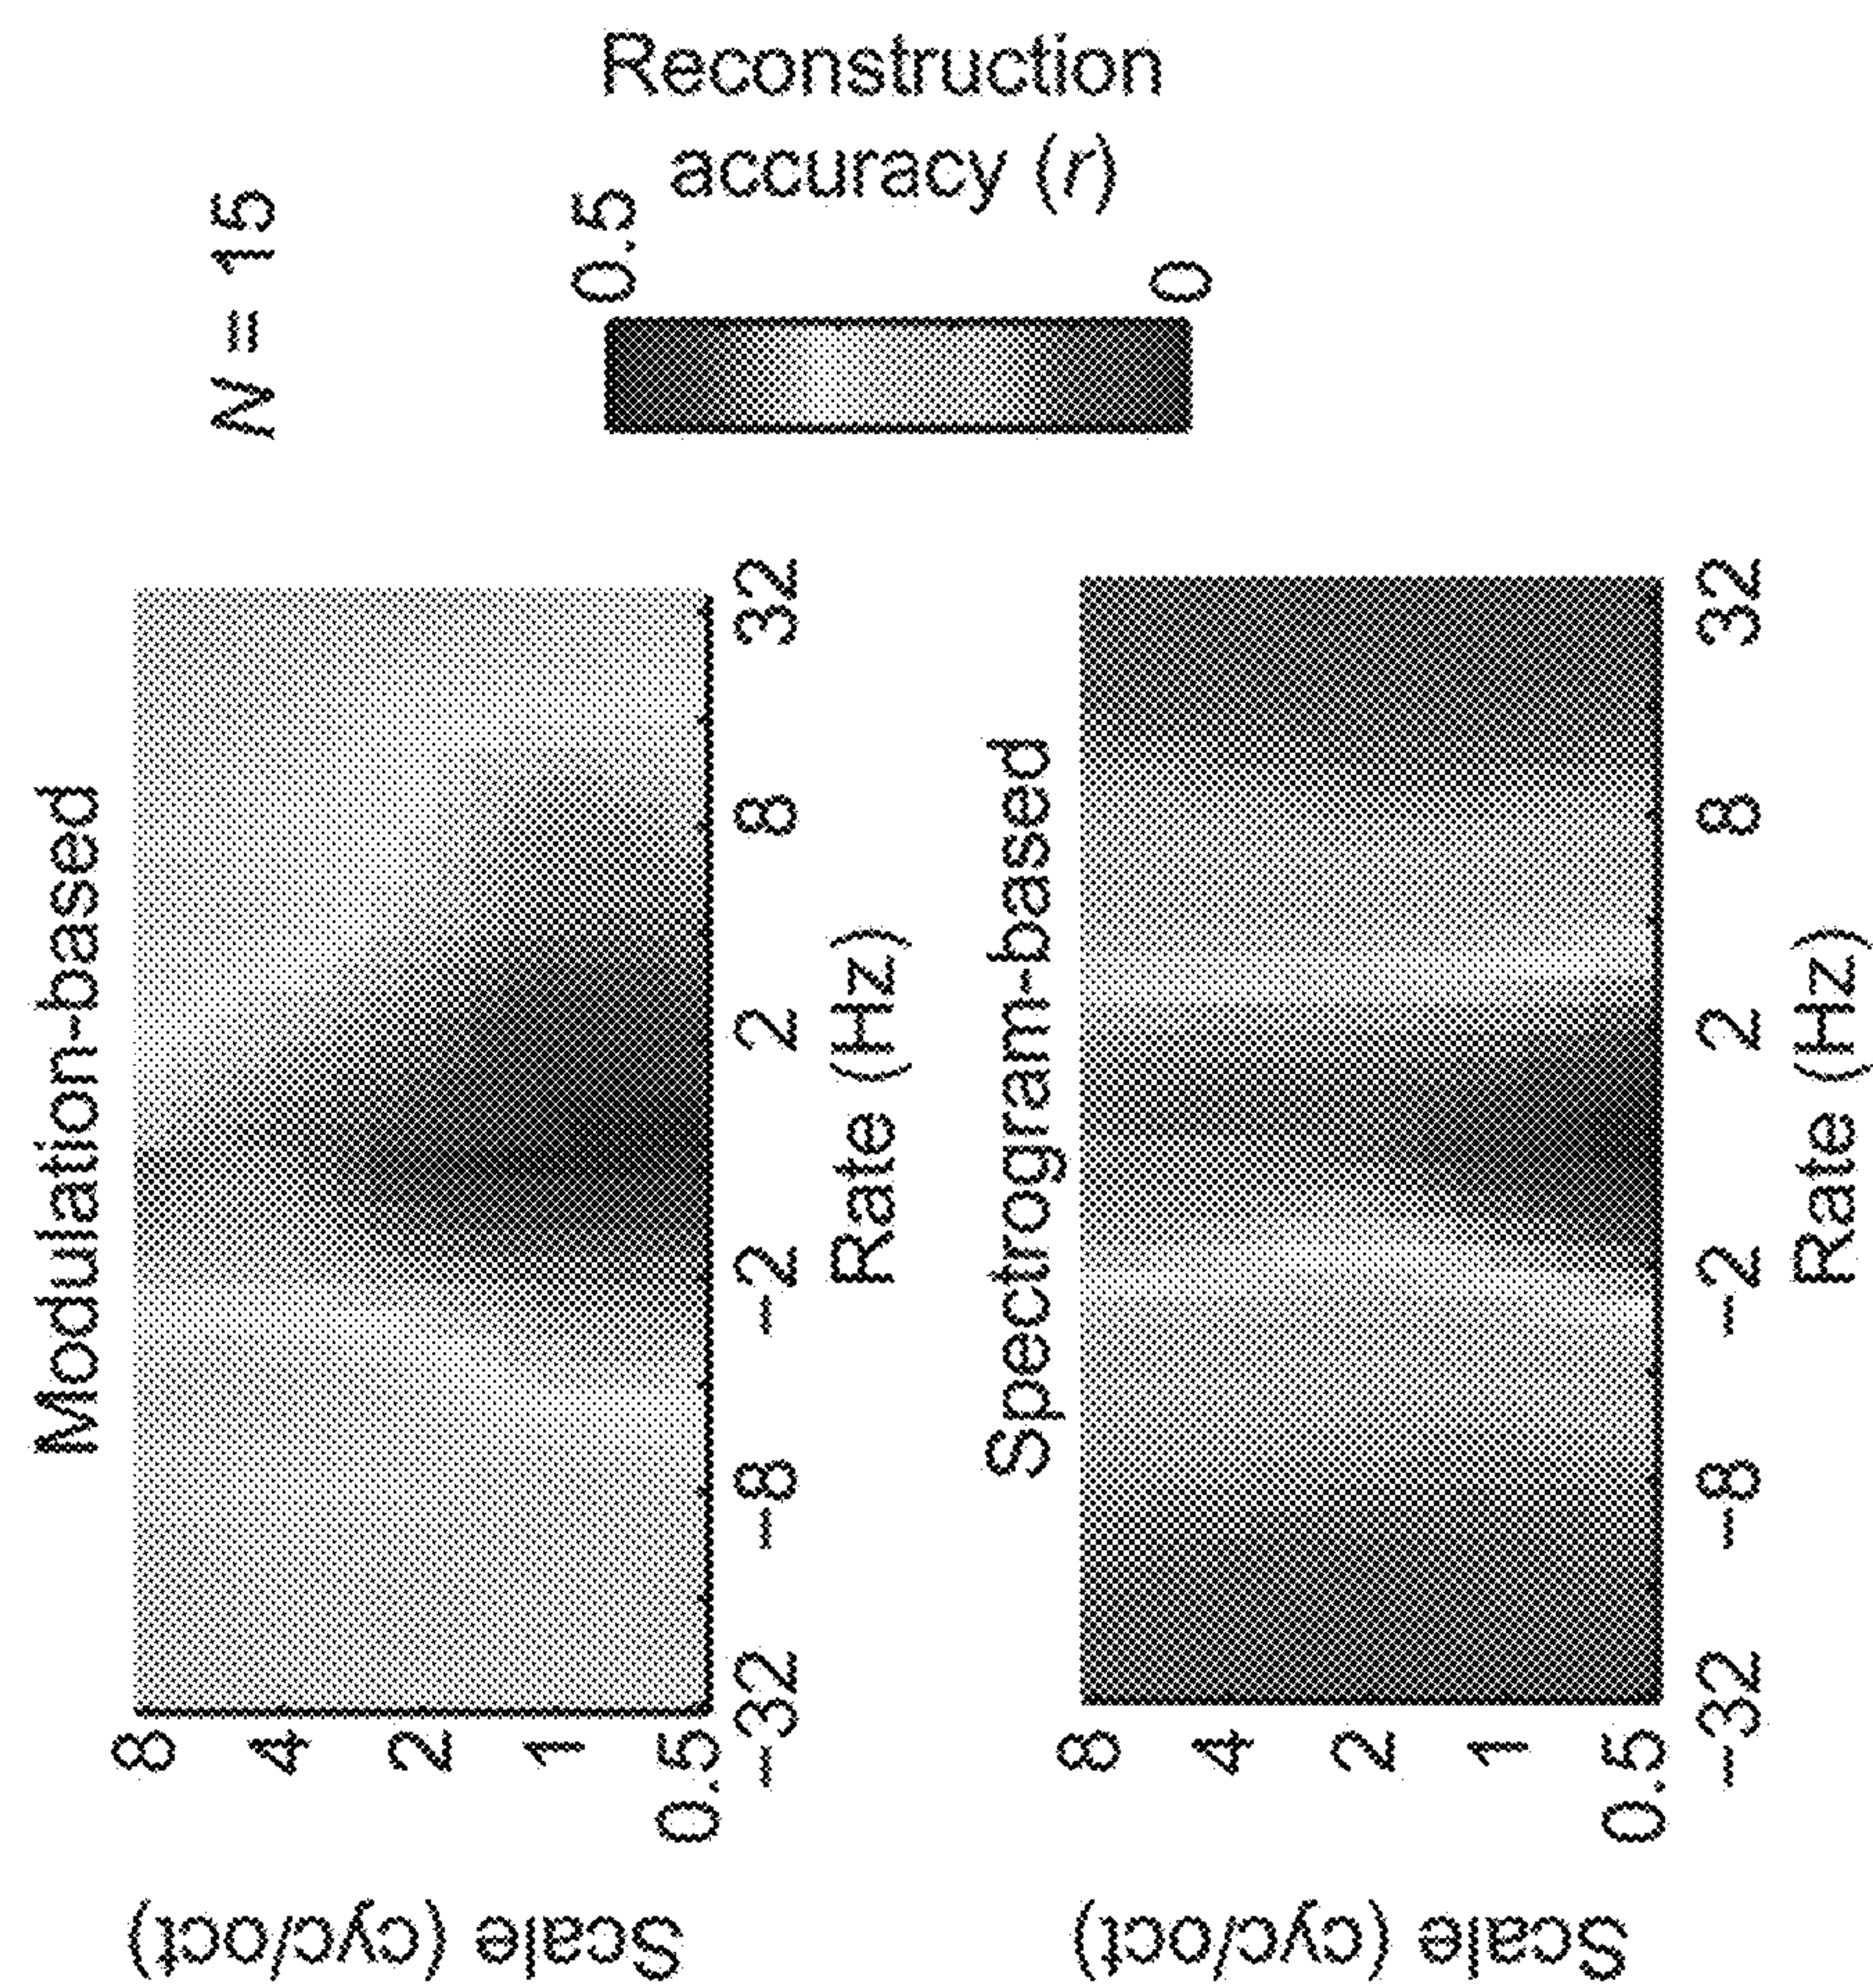 Modulation-based
Scale (cyc/oct)
8
4
2
1
0.5
−32
−8
−2
2
8
32
Rate (Hz)
N = 15
0.5
0
Reconstruction
accuracy (r)
Spectrogram-based
Scale (cyc/oct)
8
4
2
1
0.5
−32
−8
−2
2
8
32
Rate (Hz)